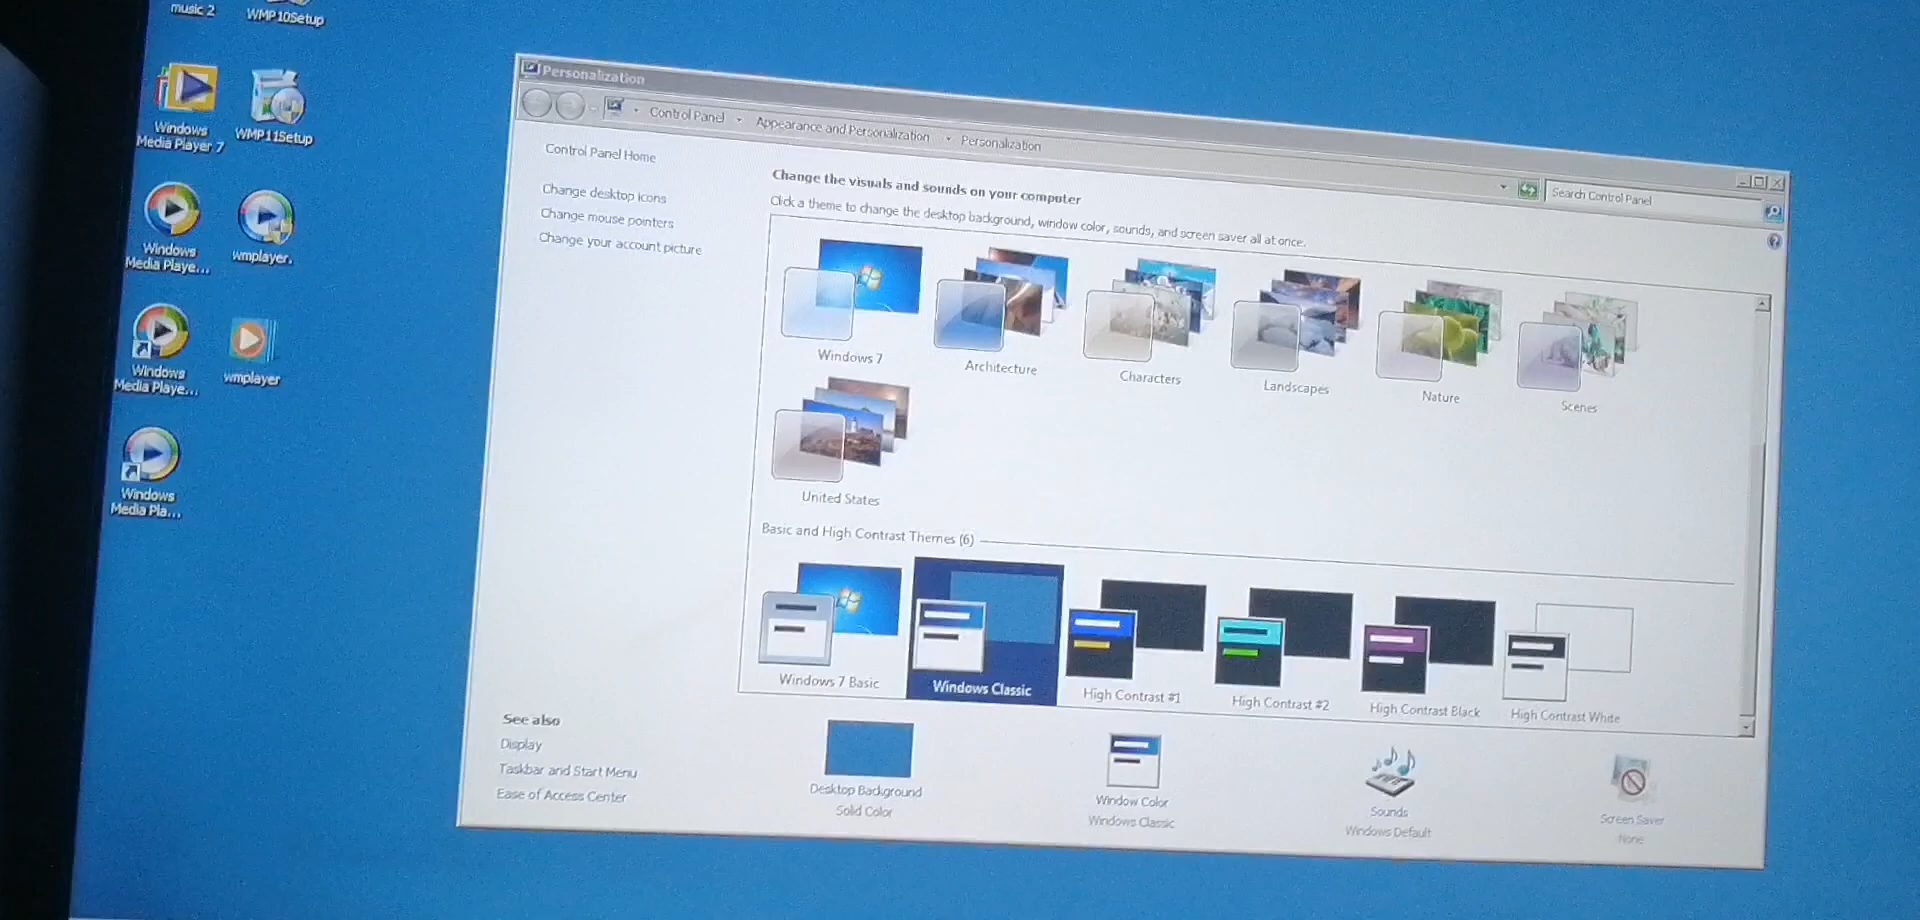 music 2
WMP10Setup
Windows
Media Player 7
WMP11Setup
Windows
Media Playe...
wmplayer.
Windows
Media Playe...
wmplayer
Windows
Media Pla...
Personalization
Control Panel
Appearance and Personalization
Personalization
Search Control Panel
Control Panel Home
Change desktop icons
Change mouse pointers
Change your account picture
Change the visuals and sounds on your computer
Click a theme to change the desktop background, window color, sounds, and screen saver all at once.
Windows 7
Architecture
Characters
Landscapes
Nature
Scenes
United States
Basic and High Contrast Themes (6)
Windows 7 Basic
Windows Classic
High Contrast #1
High Contrast #2
High Contrast Black
High Contrast White
See also
Display
Taskbar and Start Menu
Ease of Access Center
Desktop Background
Solid Color
Window Color
Windows Classic
Sounds
Windows Default
Screen Saver
None